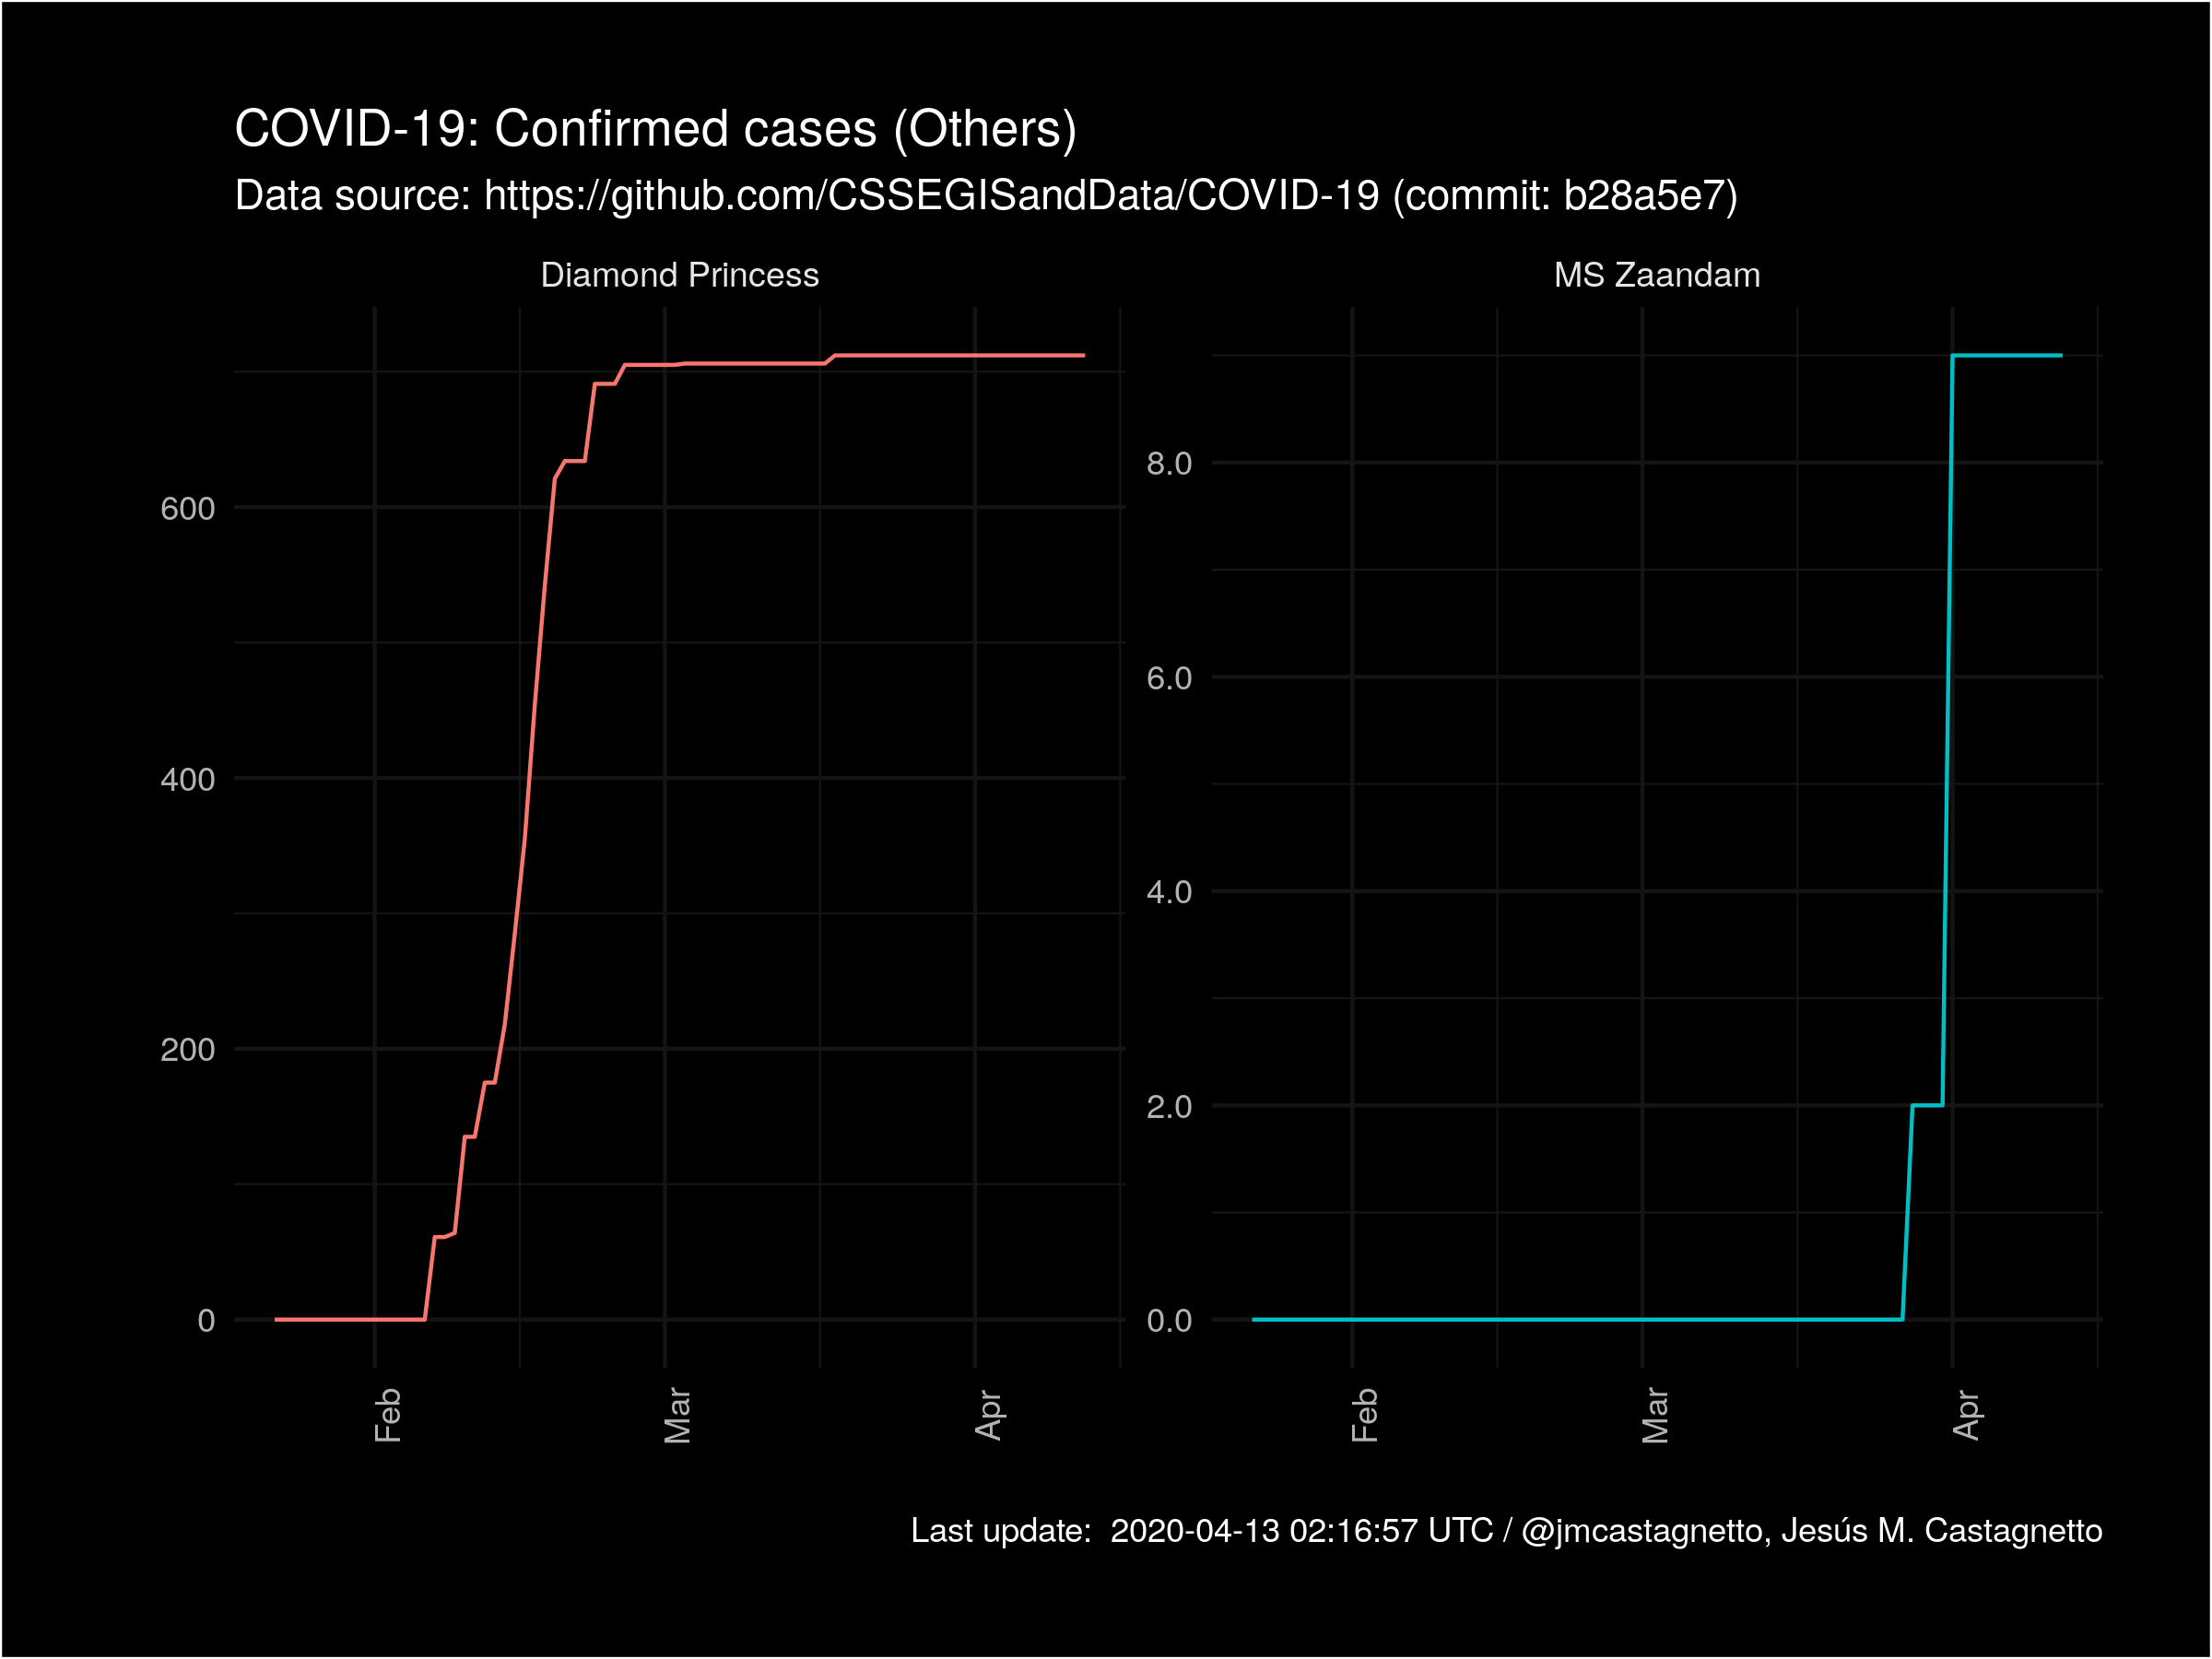 COVID-19: Confirmed cases (Others)
Data source: https://github.com/CSSEGISandData/COVID-19 (commit: b28a5e7)
Diamond Princess
600
400
200
0
Feb
Mar
Apr
MS Zaandam
8.0
6.0
4.0
2.0
0.0
Feb
Mar
Apr
Last update:  2020-04-13 02:16:57 UTC / @jmcastagnetto, Jesús M. Castagnetto